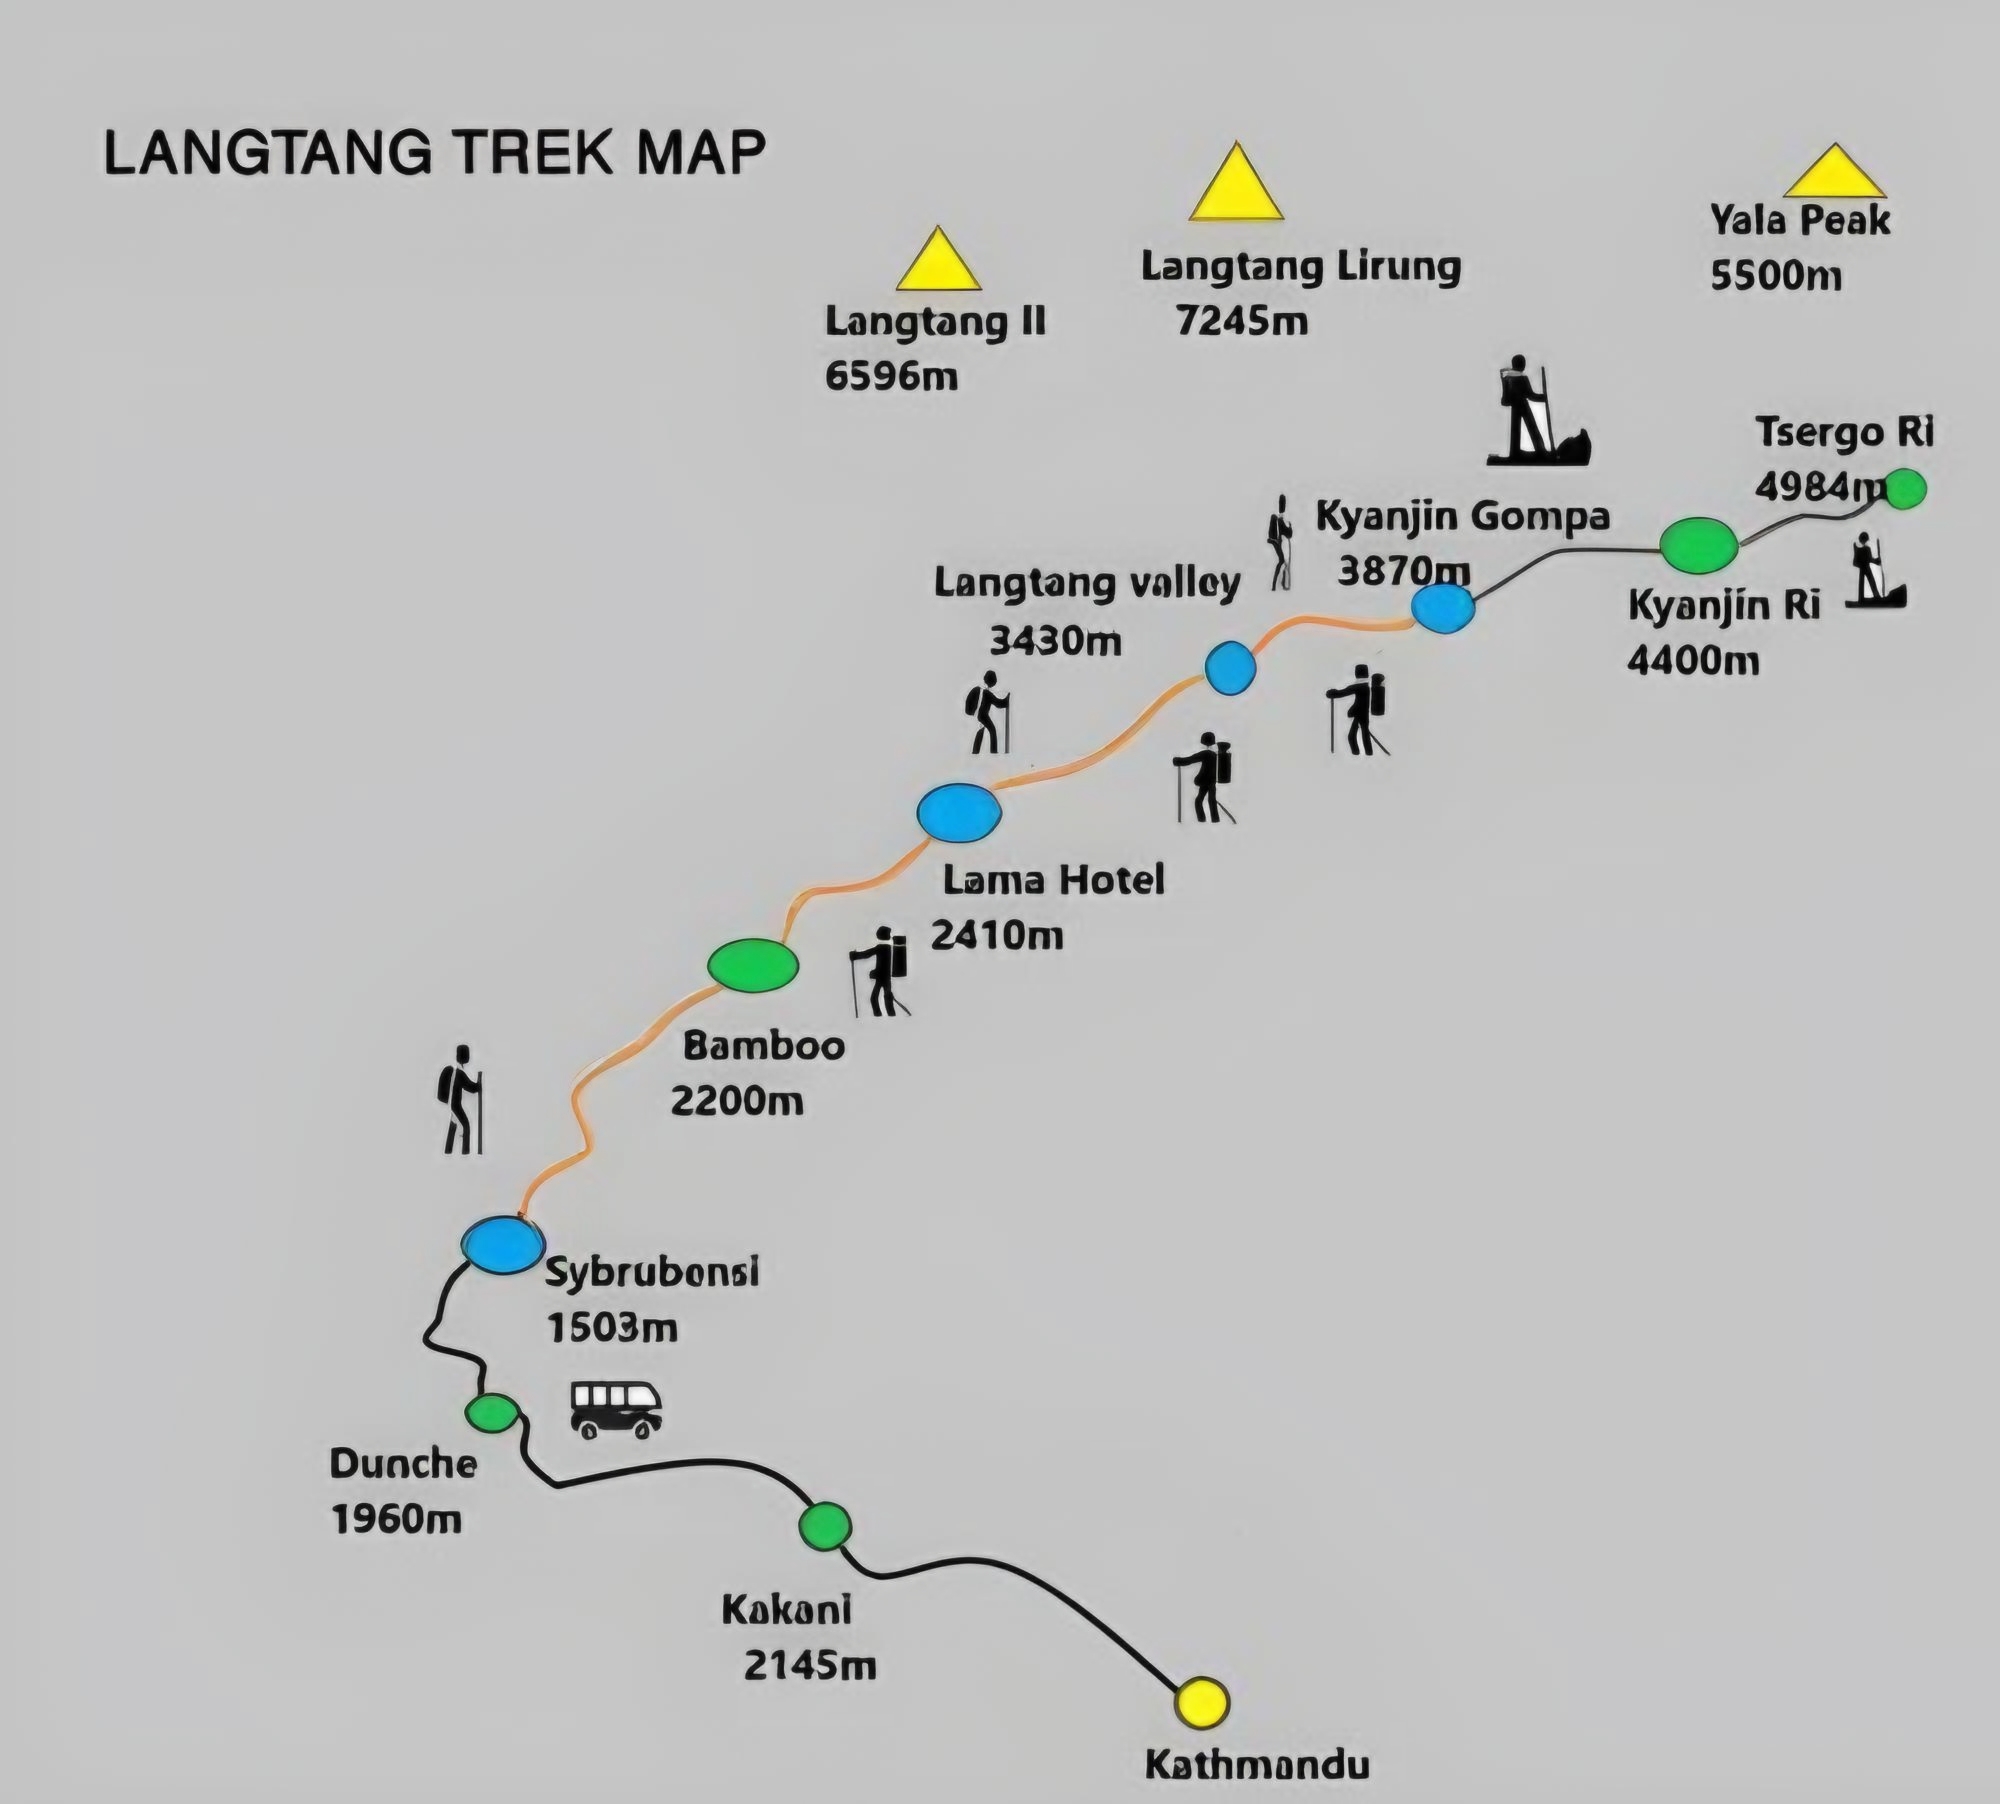 LANGTANG TREK MAP
Langtang II
6596m
Langtang Lirung
7245m
Yala Peak
5500m
Tsergo Ri
4984m
Kyanjin Gompa
3870m
Kyanjin Ri
4400m
Langtang valley
3430m
Lama Hotel
2410m
Bamboo
2200m
Sybrubensi
1503m
Dunche
1960m
Kakani
2145m
Kathmandu